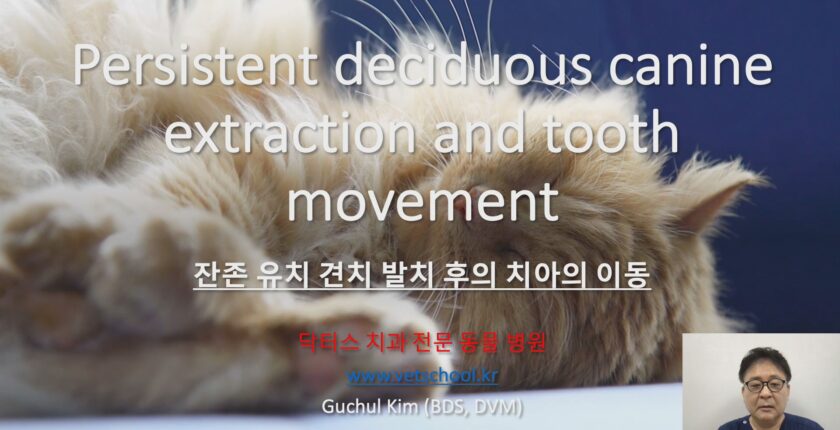 Persistent deciduous canine
extraction and tooth
movement
잔존 유치 견치 발치 후의 치아의 이동
닥터스 치과 전문 동물 병원
www.vetschool.kr
Guchul Kim (BDS, DVM)